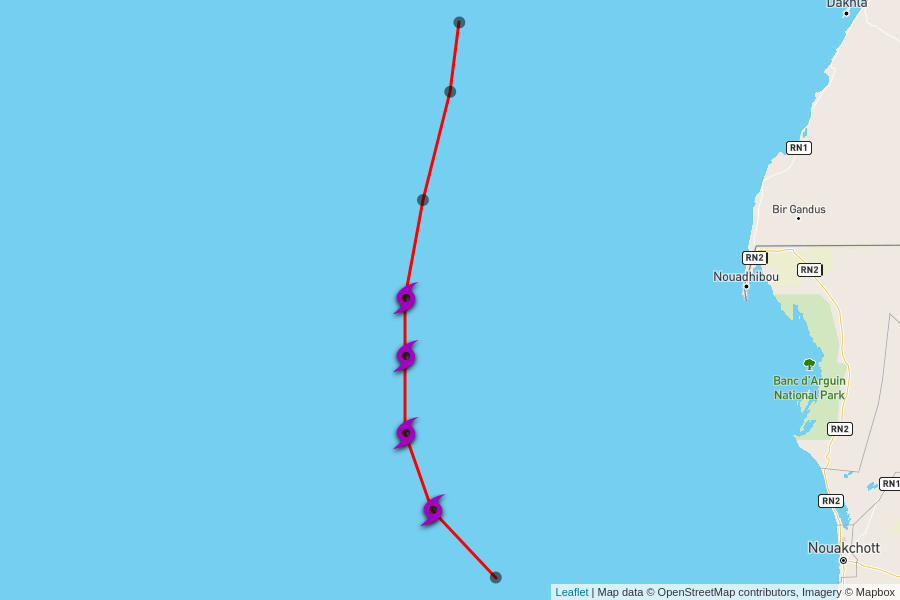 Dakhla
RN1
Bir Gandus
RN2
RN2
Nouadhibou
Banc d'Arguin
National Park
RN2
RN1
RN2
Nouakchott
Leaflet | Map data © OpenStreetMap contributors, Imagery © Mapbox